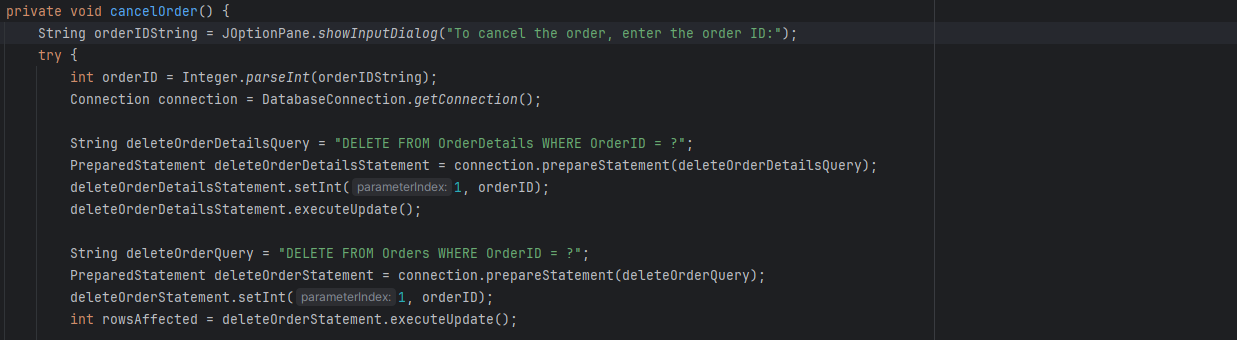 private void cancelOrder() {
    String orderIDString = JOptionPane.showInputDialog("To cancel the order, enter the order ID:");
    try {
        int orderID = Integer.parseInt(orderIDString);
        Connection connection = DatabaseConnection.getConnection();

        String deleteOrderDetailsQuery = "DELETE FROM OrderDetails WHERE OrderID = ?";
        PreparedStatement deleteOrderDetailsStatement = connection.prepareStatement(deleteOrderDetailsQuery);
        deleteOrderDetailsStatement.setInt( parameterIndex: 1, orderID);
        deleteOrderDetailsStatement.executeUpdate();

        String deleteOrderQuery = "DELETE FROM Orders WHERE OrderID = ?";
        PreparedStatement deleteOrderStatement = connection.prepareStatement(deleteOrderQuery);
        deleteOrderStatement.setInt( parameterIndex: 1, orderID);
        int rowsAffected = deleteOrderStatement.executeUpdate();